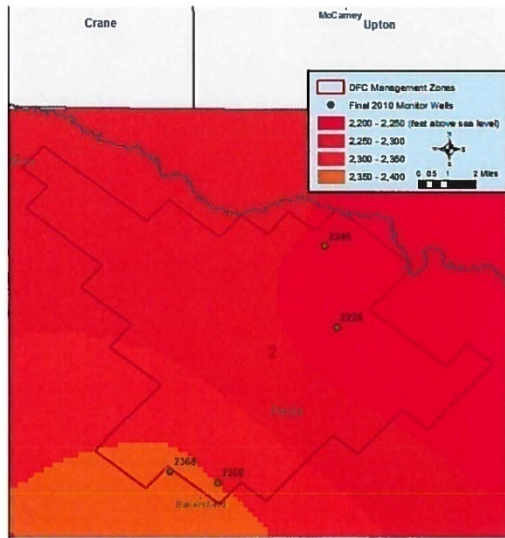 McCamey
Crane
Upton
DFC Management Zones
Final 2010 Monitor Wells
2,200 - 2,250 (feet above sea level)
2,250 - 2,300
2,300 - 2,350
2,350 - 2,400
0 0.5 1 2 Miles
2246
2
2368
Bakersfield